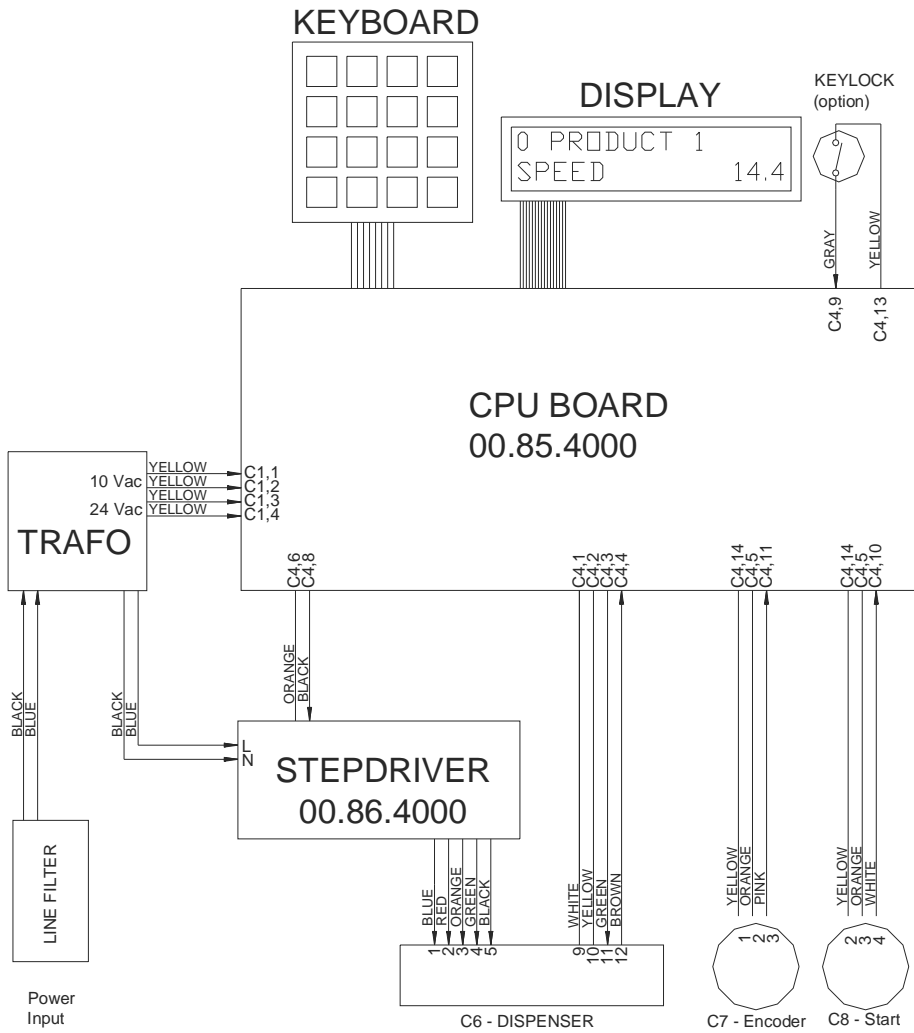 KEYBOARD
DISPLAY
KEYLOCK
(option)
0 PRODUCT 1
SPEED 14.4
GRAY
YELLOW
C4,9
C4,13
CPU BOARD
00.85.4000
10 Vac
24 Vac
TRAFO
YELLOW
YELLOW
YELLOW
YELLOW
C1,1
C1,2
C1,3
C1,4
C4,6
C4,8
C4,1
C4,2
C4,3
C4,4
C4,14
C4,5
C4,11
C4,14
C4,5
C4,10
BLACK
BLUE
BLACK
BLUE
ORANGE
BLACK
L
N
STEPDRIVER
00.86.4000
LINE FILTER
BLUE
RED
ORANGE
GREEN
BLACK
WHITE
YELLOW
GREEN
BROWN
YELLOW
ORANGE
PINK
YELLOW
ORANGE
WHITE
1 2 3 4 5
9 10 11 12
1 2 3
2 3 4
Power
Input
C6 - DISPENSER
C7 - Encoder
C8 - Start